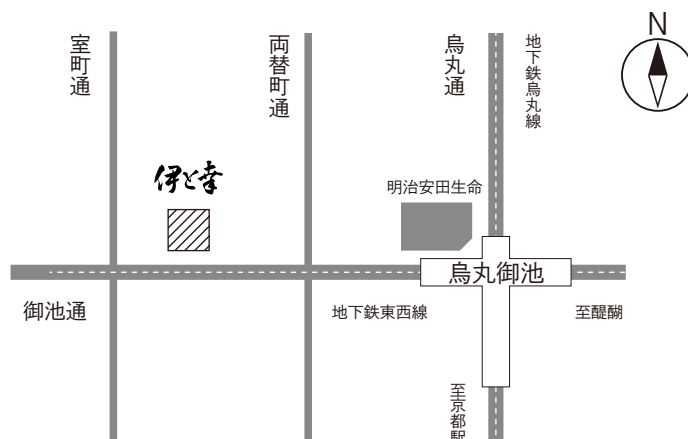 室町通
両替町通
烏丸通
地下鉄烏丸線
N
伊と幸
明治安田生命
烏丸御池
御池通
地下鉄東西線
至醍醐
至京都駅